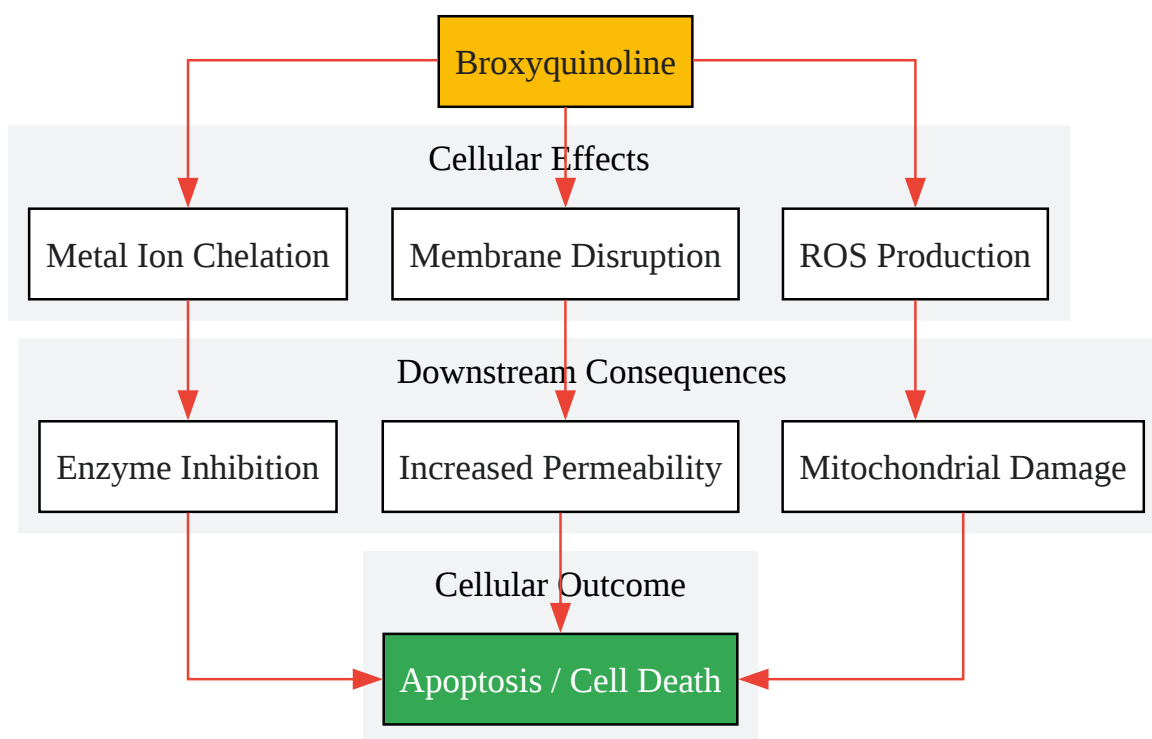 Broxyquinoline
Cellular Effects
Metal Ion Chelation
Membrane Disruption
ROS Production
Downstream Consequences
Enzyme Inhibition
Increased Permeability
Mitochondrial Damage
Cellular Outcome
Apoptosis / Cell Death